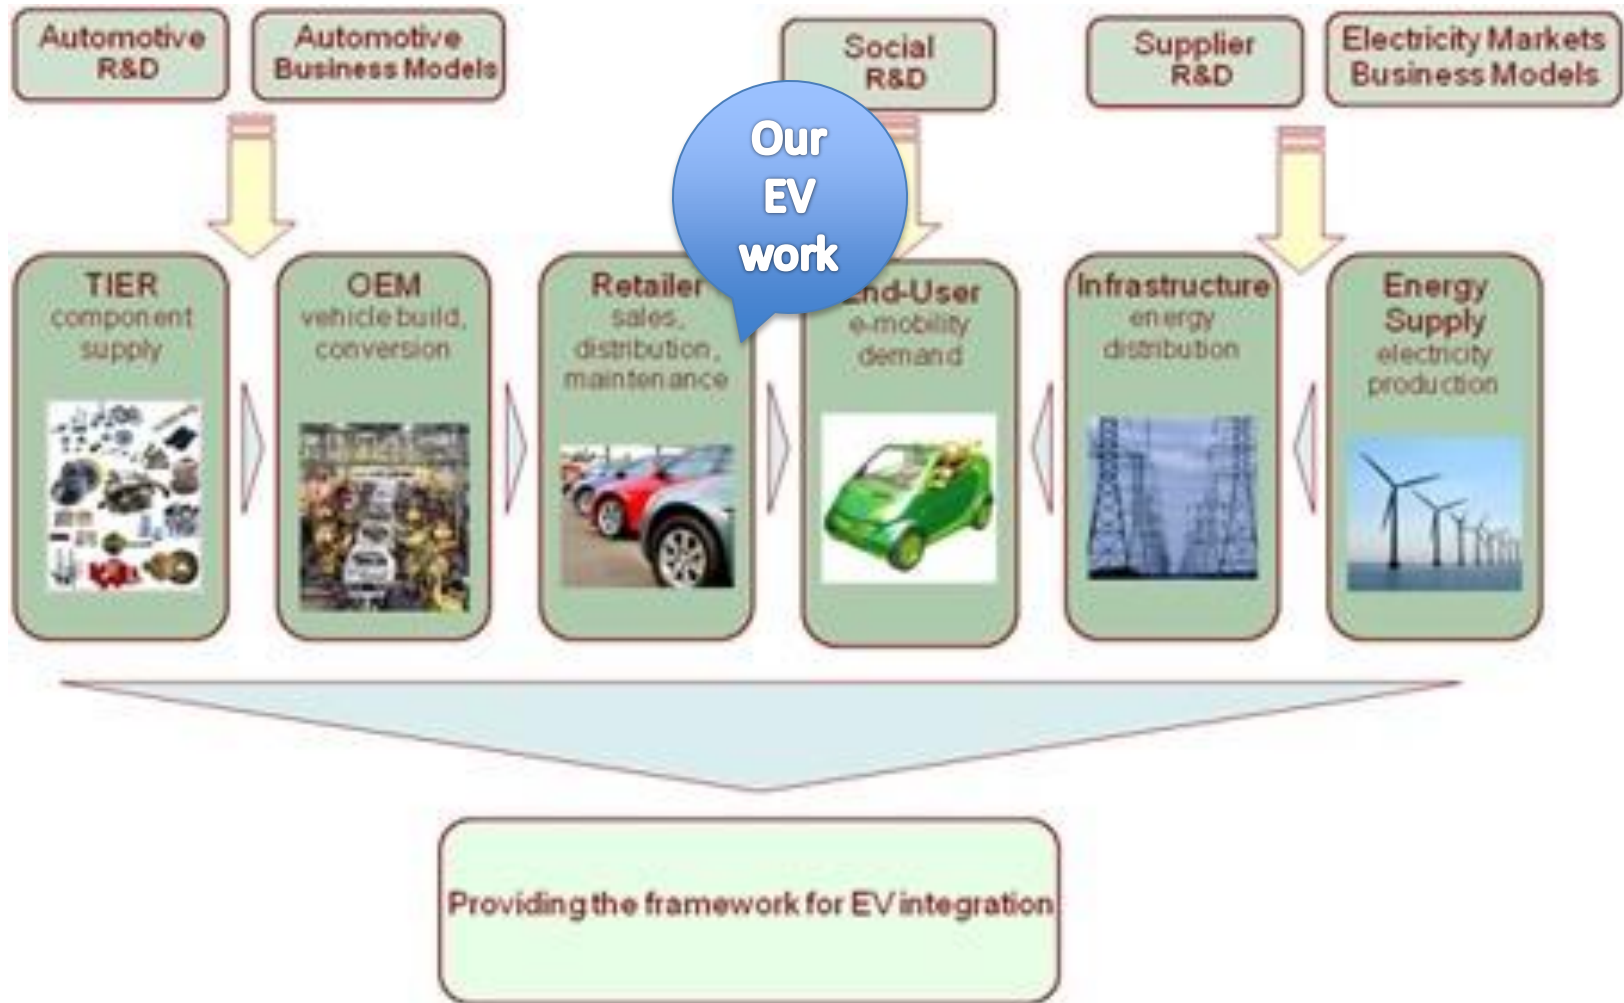 Automotive
R&D
Automotive
Business Models
Social
R&D
Supplier
R&D
Electricity Markets
Business Models
Our
EV
work
TIER
component
supply
OEM
vehicle build,
conversion
Retailer
sales,
distribution,
maintenance
End-User
e-mobility
demand
Infrastructure
energy
distribution
Energy
Supply
electricity
production
Providing the framework for EV integration